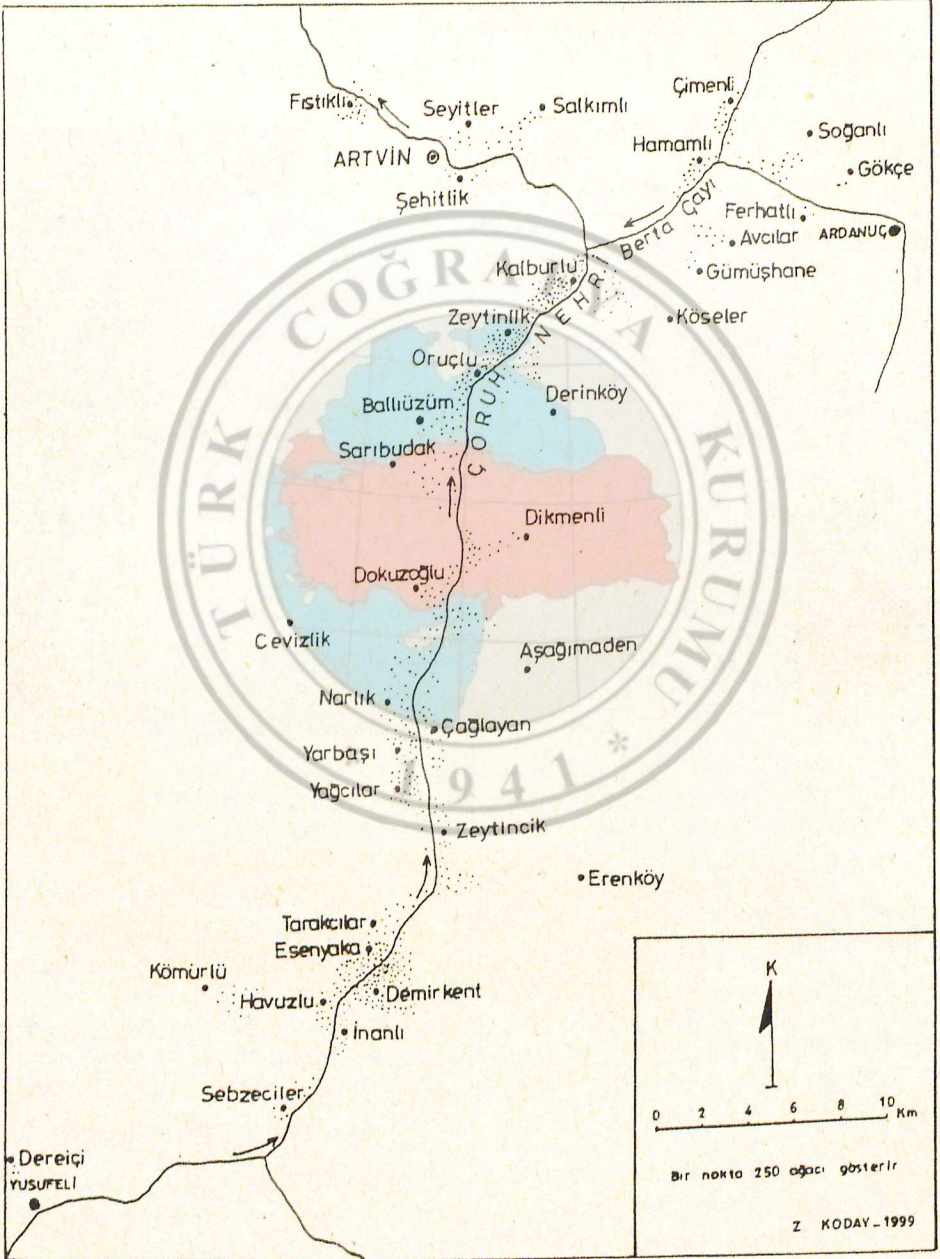 Fıstıklı
Seyitler
Salkımlı
Çimenli
Soğanlı
Hamamlı
Gökçe
ARTVİN
Şehitlik
Ferhatlı
Avcılar
ARDANUÇ
Berta Çayı
Gümüşhane
Kalburlu
Köseler
Zeytinlik
Oruçlu
ÇORUH NEHRİ
Derinköy
Ballıüzüm
Sarıbudak
Dikmenli
Dokuzoğlu
Cevizlik
Aşağımaden
Narlık
Çağlayan
Yarbaşı
Yağcılar
Zeytincik
Erenköy
Tarakcılar
Esenyaka
Kömürlü
Havuzlu
Demirkent
İnanlı
Sebzeciler
Dereiçi
YUSUFELİ
K
0 2 4 6 8 10 Km
Bir nokta 250 ağacı gösterir
Z KODAY-1999
TÜRK COĞRAFYA KURUMU
* 1941 *